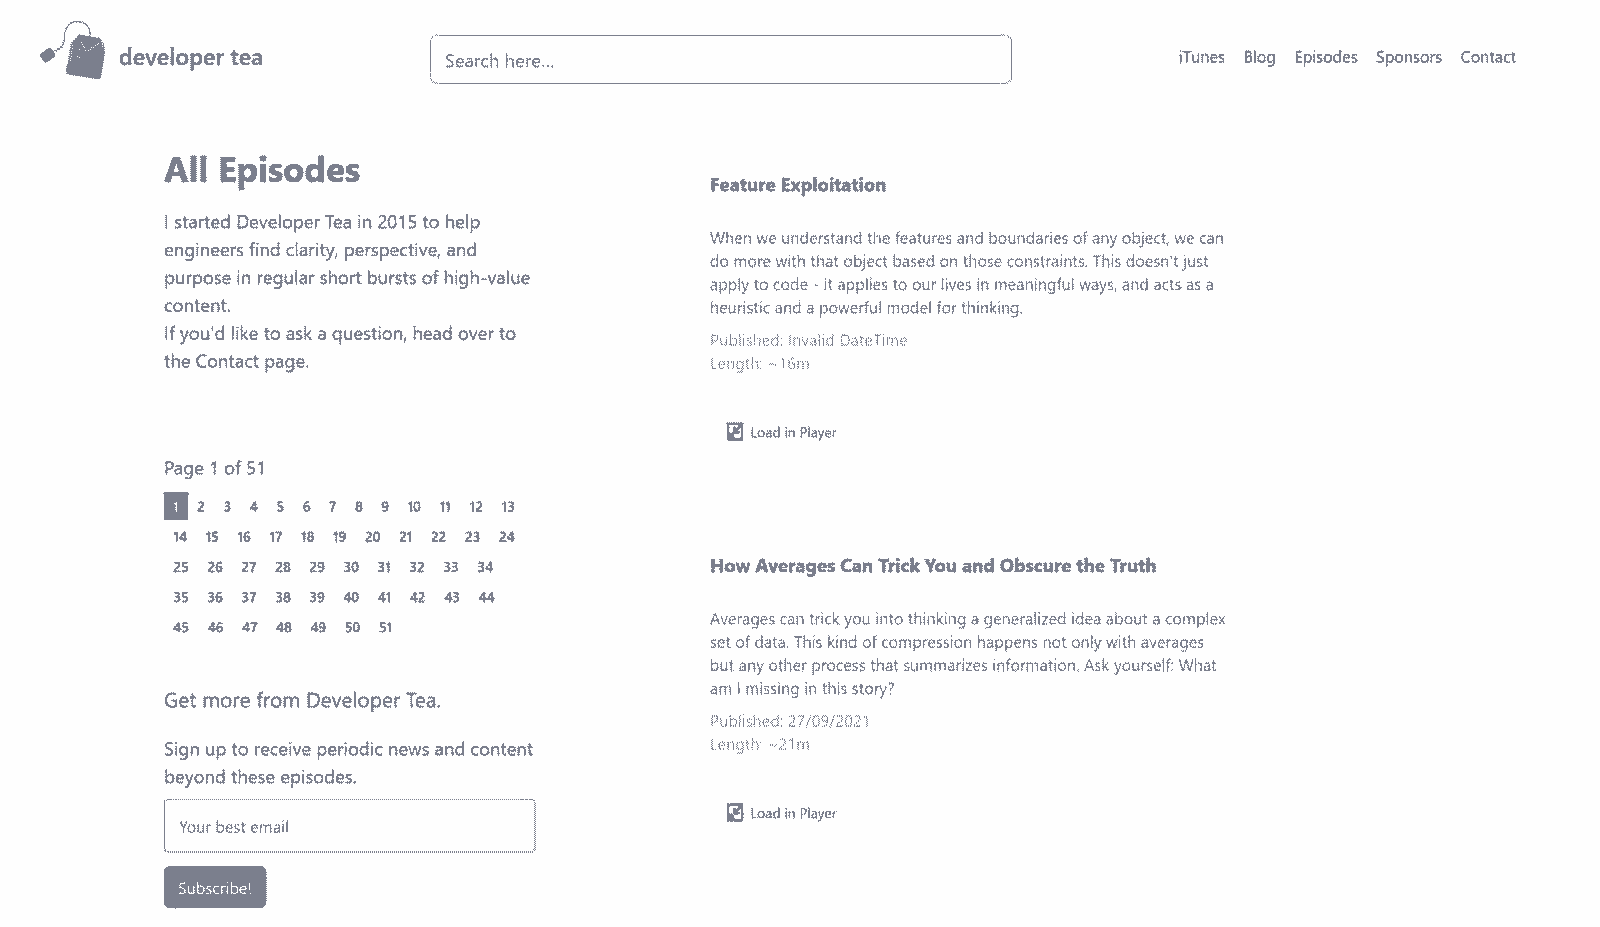 developer tea
Search here...
iTunes Blog Episodes Sponsors Contact
All Episodes
I started Developer Tea in 2015 to help
engineers find clarity, perspective, and
purpose in regular short bursts of high-value
content.
If you'd like to ask a question, head over to
the Contact page.
Page 1 of 51
1 2 3 4 5 6 7 8 9 10 11 12 13
14 15 16 17 18 19 20 21 22 23 24
25 26 27 28 29 30 31 32 33 34
35 36 37 38 39 40 41 42 43 44
45 46 47 48 49 50 51
Get more from Developer Tea.
Sign up to receive periodic news and content
beyond these episodes.
Your best email
Subscribe!
Feature Exploitation
When we understand the features and boundaries of any object, we can
do more with that object based on those constraints. This doesn't just
apply to code - it applies to our lives in meaningful ways, and acts as a
heuristic and a powerful model for thinking.
Published: Invalid DateTime
Length: ~16m
Load in Player
How Averages Can Trick You and Obscure the Truth
Averages can trick you into thinking a generalized idea about a complex
set of data. This kind of compression happens not only with averages
but any other process that summarizes information. Ask yourself: What
am I missing in this story?
Published: 27/09/2021
Length: ~21m
Load in Player